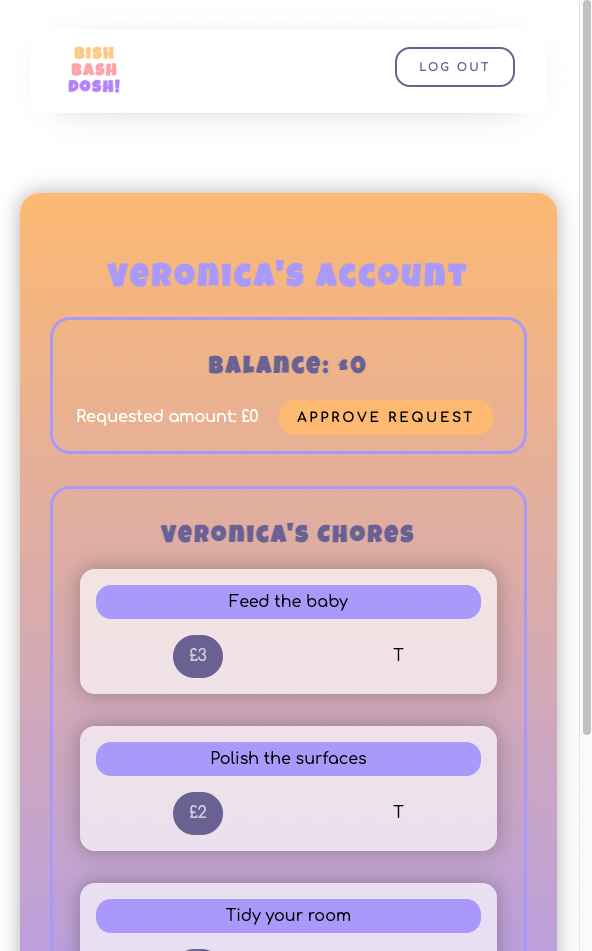 BISH
BASH
DOSH!
LOG OUT
Veronica's Account
Balance: £0
Requested amount: £0
APPROVE REQUEST
Veronica's Chores
Feed the baby
£3
T
Polish the surfaces
£2
T
Tidy your room